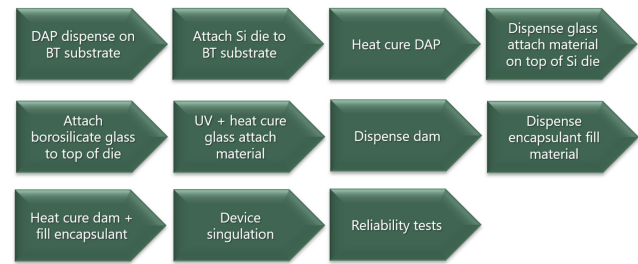 DAP dispense on
BT substrate
Attach Si die to
BT substrate
Heat cure DAP
Dispense glass
attach material
on top of Si die
Attach
borosilicate glass
to top of die
UV + heat cure
glass attach
material
Dispense dam
Dispense
encapsulant fill
material
Heat cure dam +
fill encapsulant
Device
singulation
Reliability tests